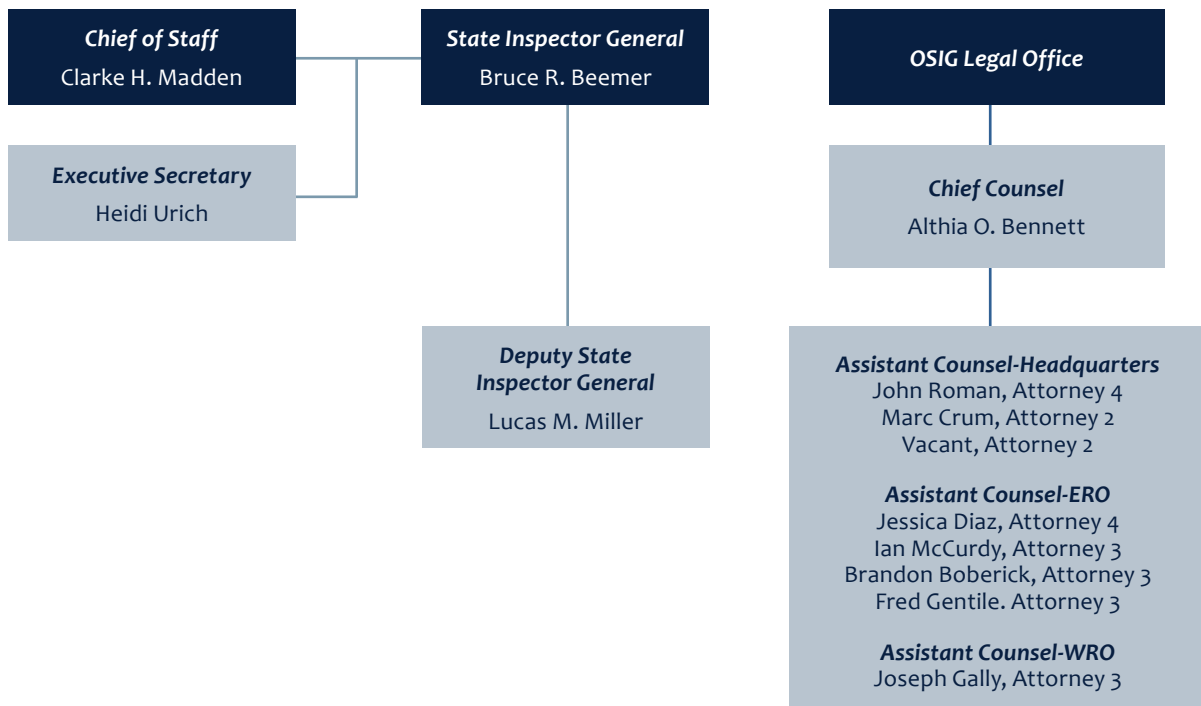 Chief of Staff
Clarke H. Madden
State Inspector General
Bruce R. Beemer
OSIG Legal Office
Executive Secretary
Heidi Urich
Chief Counsel
Althia O. Bennett
Deputy State
Inspector General
Lucas M. Miller
Assistant Counsel-Headquarters
John Roman, Attorney 4
Marc Crum, Attorney 2
Vacant, Attorney 2
Assistant Counsel-ERO
Jessica Diaz, Attorney 4
Ian McCurdy, Attorney 3
Brandon Boberick, Attorney 3
Fred Gentile. Attorney 3
Assistant Counsel-WRO
Joseph Gally, Attorney 3